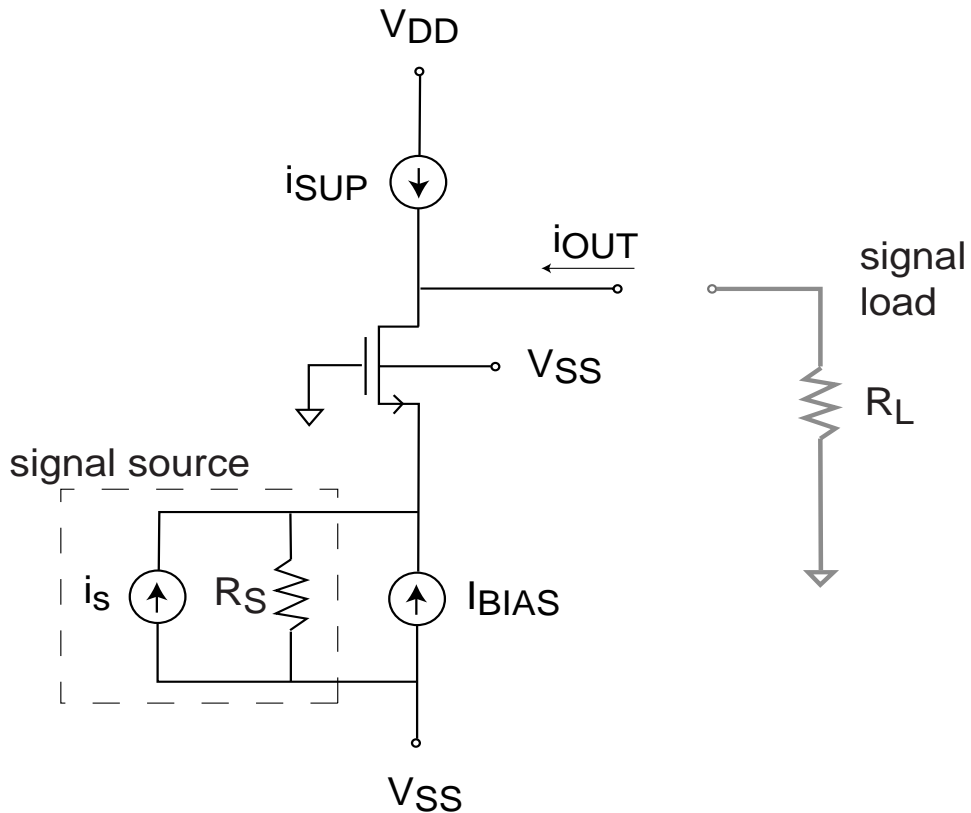 VDD
iSUP
iOUT
signal
load
VSS
RL
signal source
is
RS
IBIAS
VSS